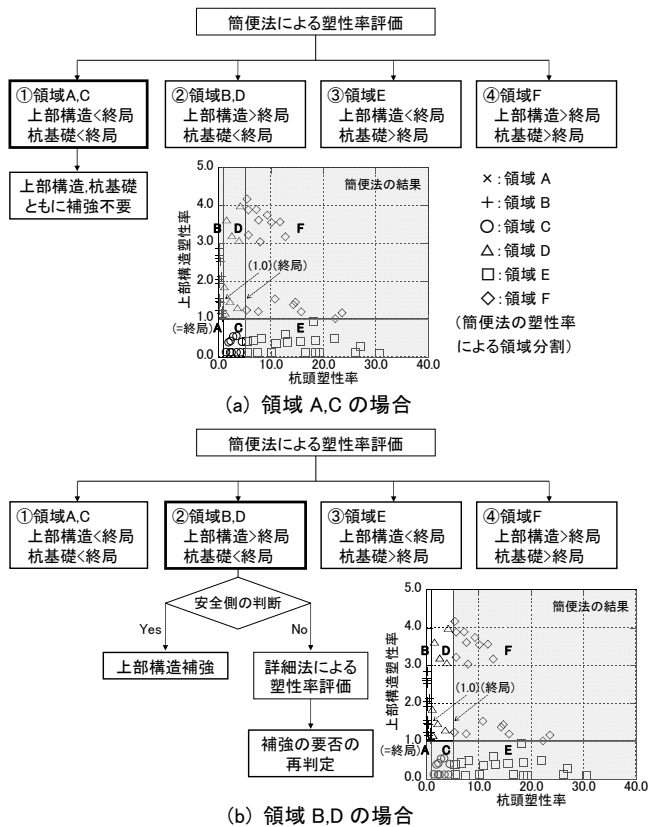 簡便法による塑性率評価
①領域A,C
上部構造<終局
杭基礎<終局
②領域B,D
上部構造>終局
杭基礎<終局
③領域E
上部構造<終局
杭基礎>終局
④領域F
上部構造>終局
杭基礎>終局
上部構造,杭基礎
ともに補強不要
上部構造塑性率
5.0
4.0
3.0
2.0
1.0
(=終局)
0.0
簡便法の結果
B
D
F
(1.0)
(終局)
A
C
E
0.0
10.0
20.0
30.0
40.0
杭頭塑性率
×:領域 A
+:領域 B
○:領域 C
△:領域 D
□:領域 E
◇:領域 F
(簡便法の塑性率
による領域分割)
(a) 領域 A,C の場合
簡便法による塑性率評価
①領域A,C
上部構造<終局
杭基礎<終局
②領域B,D
上部構造>終局
杭基礎<終局
③領域E
上部構造<終局
杭基礎>終局
④領域F
上部構造>終局
杭基礎>終局
安全側の判断
Yes
No
上部構造補強
詳細法による
塑性率評価
補強の要否の
再判定
上部構造塑性率
5.0
4.0
3.0
2.0
1.0
(=終局)
0.0
簡便法の結果
B
D
F
(1.0)
(終局)
A
C
E
0.0
10.0
20.0
30.0
40.0
杭頭塑性率
(b) 領域 B,D の場合